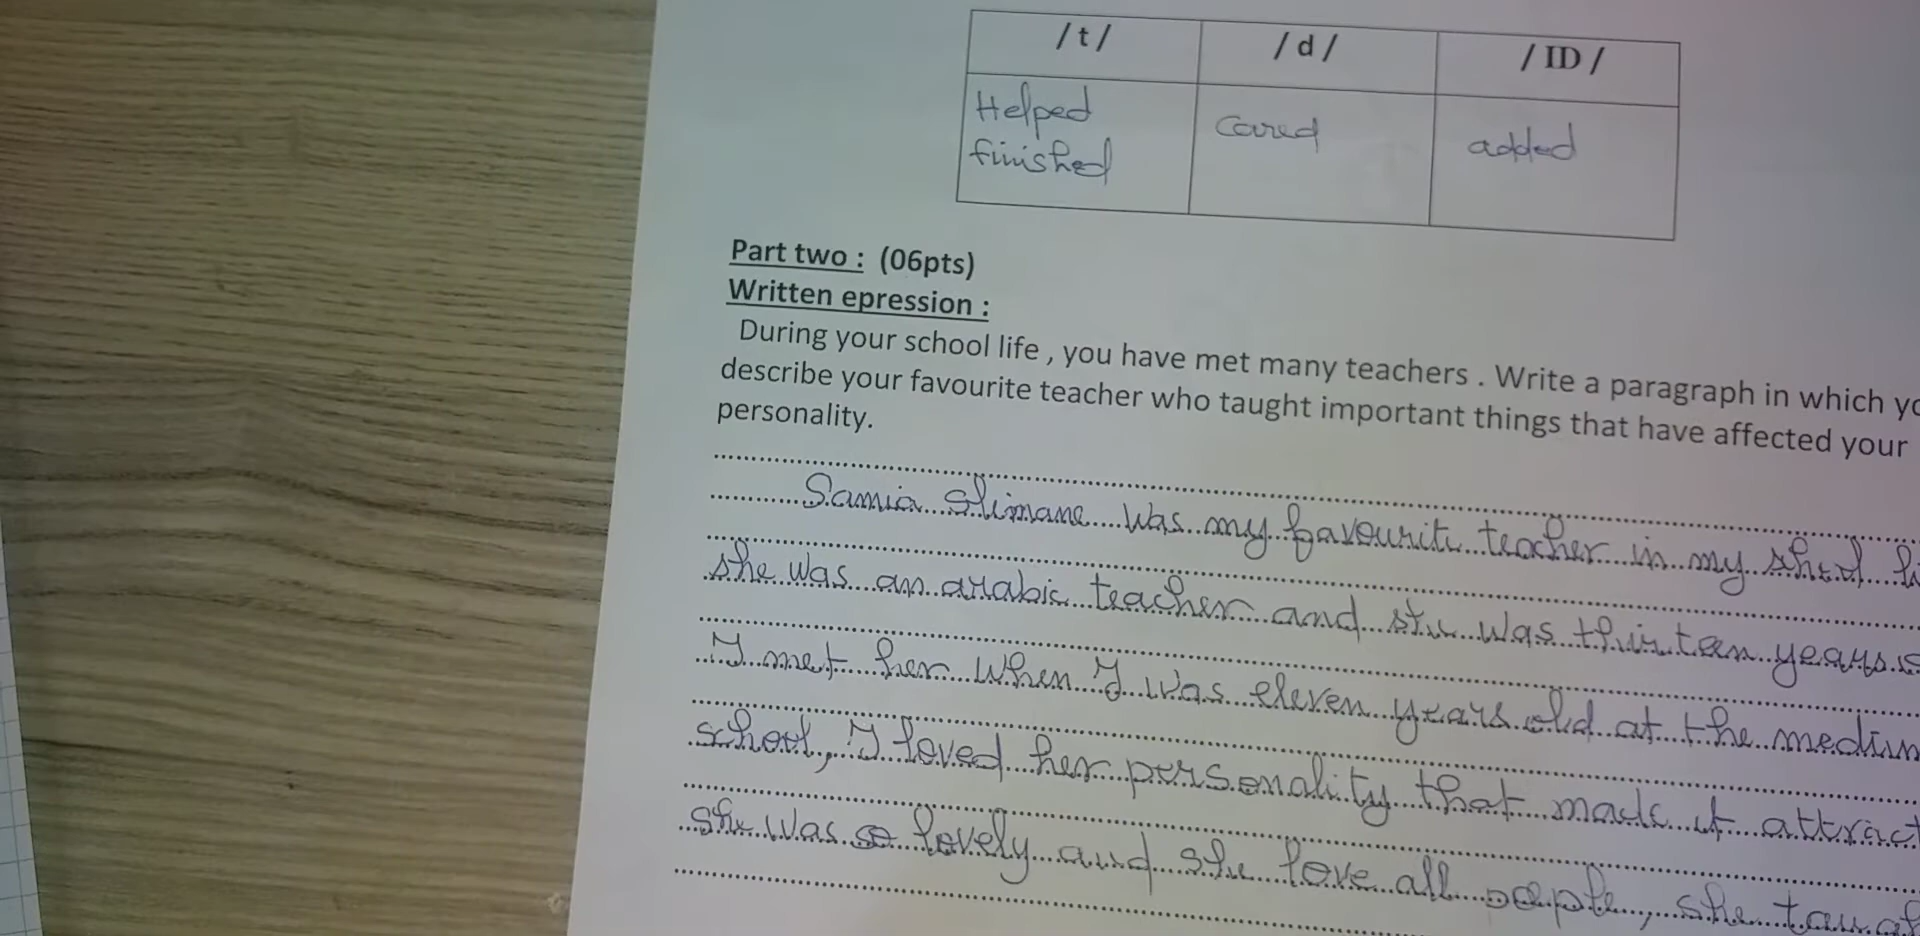 / t / / d / / ID /
Helped cared added
finished
Part two : (06pts)
Written epression :
During your school life , you have met many teachers . Write a paragraph in which
describe your favourite teacher who taught important things that have affected your
personality.
Samia Slimane was my favourite teacher in my
she was an arabic teacher and she was years
I met her when I was eleven years old at the
school, I loved her personality that made it
she was so lovely and she love all she